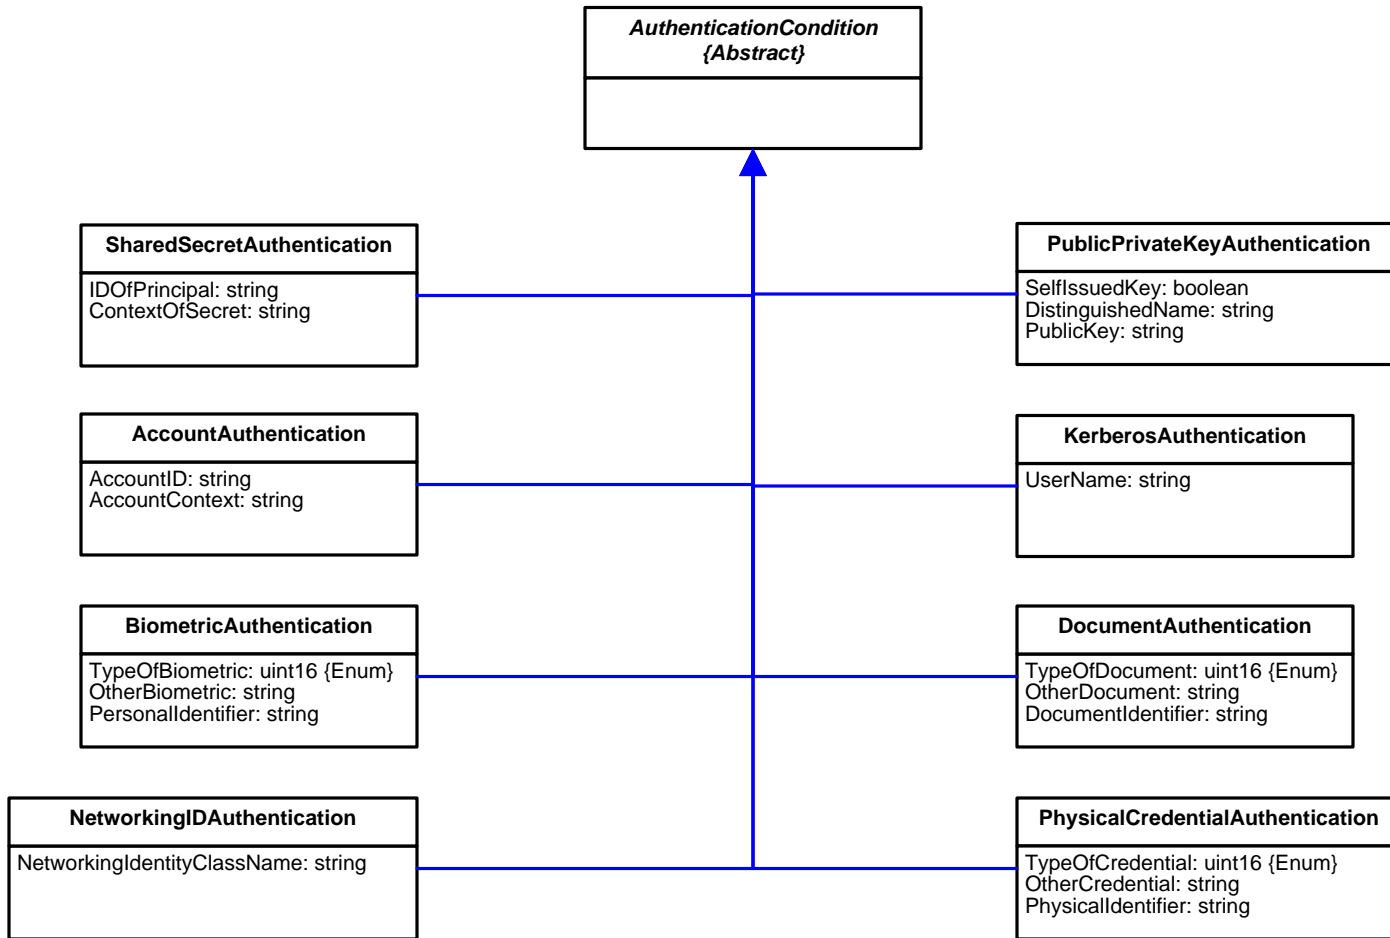 AuthenticationCondition
{Abstract}
SharedSecretAuthentication
IDOfPrincipal: string
ContextOfSecret: string
PublicPrivateKeyAuthentication
SelfIssuedKey: boolean
DistinguishedName: string
PublicKey: string
AccountAuthentication
AccountID: string
AccountContext: string
KerberosAuthentication
UserName: string
BiometricAuthentication
TypeOfBiometric: uint16 {Enum}
OtherBiometric: string
PersonalIdentifier: string
DocumentAuthentication
TypeOfDocument: uint16 {Enum}
OtherDocument: string
DocumentIdentifier: string
NetworkingIDAuthentication
NetworkingIdentityClassName: string
PhysicalCredentialAuthentication
TypeOfCredential: uint16 {Enum}
OtherCredential: string
PhysicalIdentifier: string